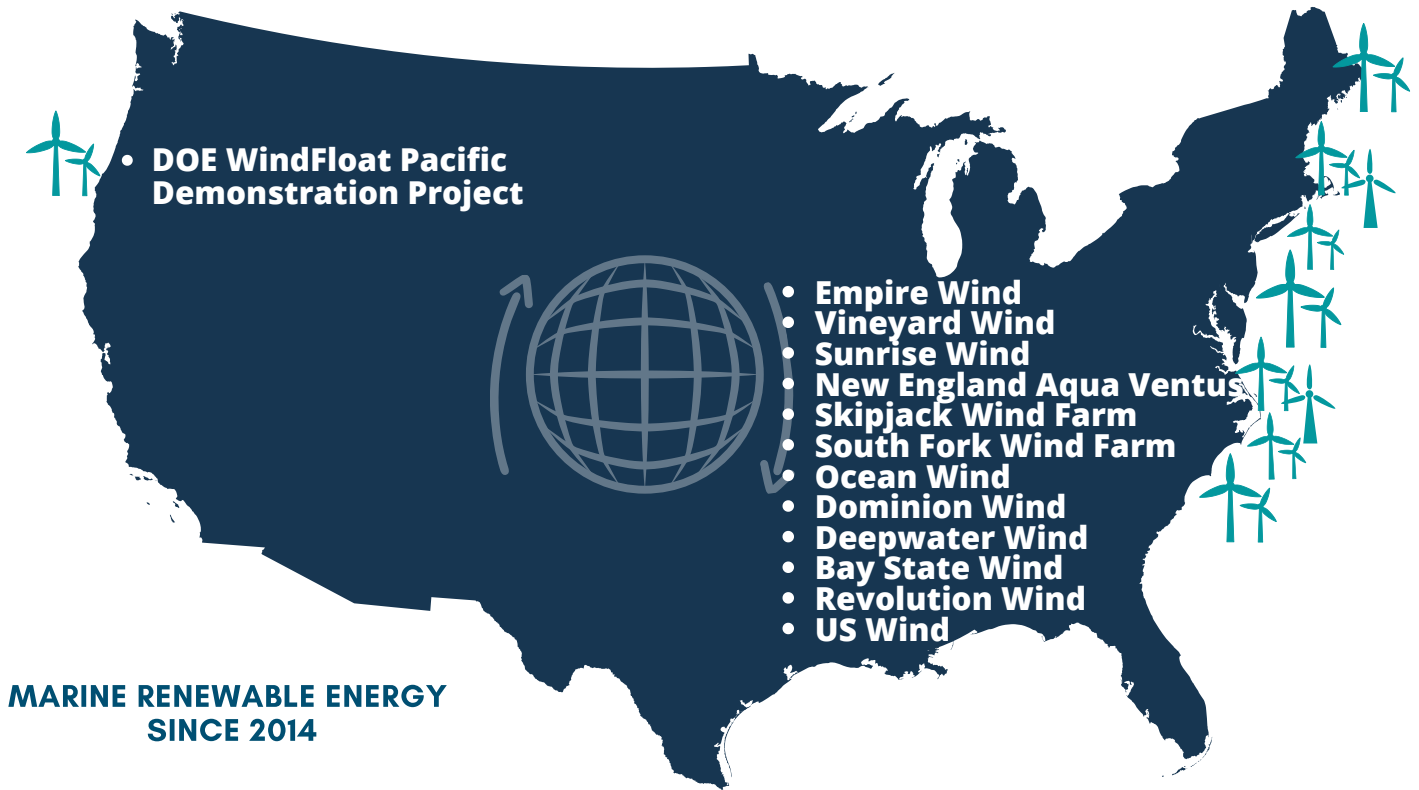 DOE WindFloat Pacific
Demonstration Project
Empire Wind
Vineyard Wind
Sunrise Wind
New England Aqua Ventus
Skipjack Wind Farm
South Fork Wind Farm
Ocean Wind
Dominion Wind
Deepwater Wind
Bay State Wind
Revolution Wind
US Wind
MARINE RENEWABLE ENERGY
SINCE 2014